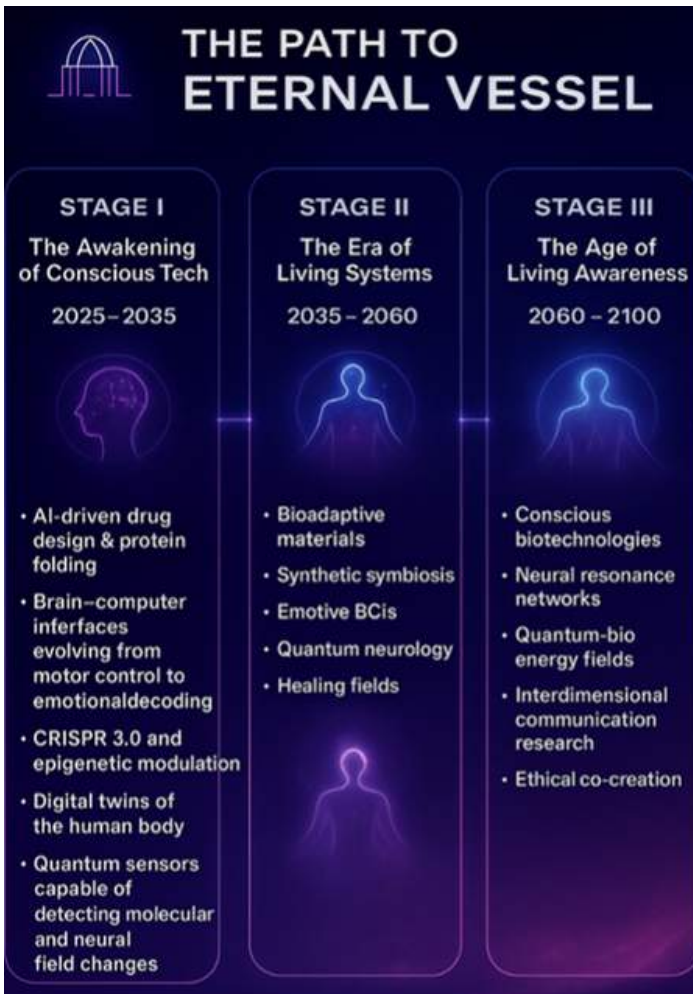 THE PATH TO
ETERNAL VESSEL
STAGE I
The Awakening
of Conscious Tech
2025–2035
• AI-driven drug
design & protein
folding
• Brain–computer
interfaces
evolving from
motor control to
emotionaldecoding
• CRISPR 3.0 and
epigenetic modulation
• Digital twins of
the human body
• Quantum sensors
capable of
detecting molecular
and neural
field changes
STAGE II
The Era of
Living Systems
2035 – 2060
• Bioadaptive
materials
• Synthetic symbiosis
• Emotive BCis
• Quantum neurology
• Healing fields
STAGE III
The Age of
Living Awareness
2060 – 2100
• Conscious
biotechnologies
• Neural resonance
networks
• Quantum-bio
energy fields
• Interdimensional
communication
research
• Ethical co-creation